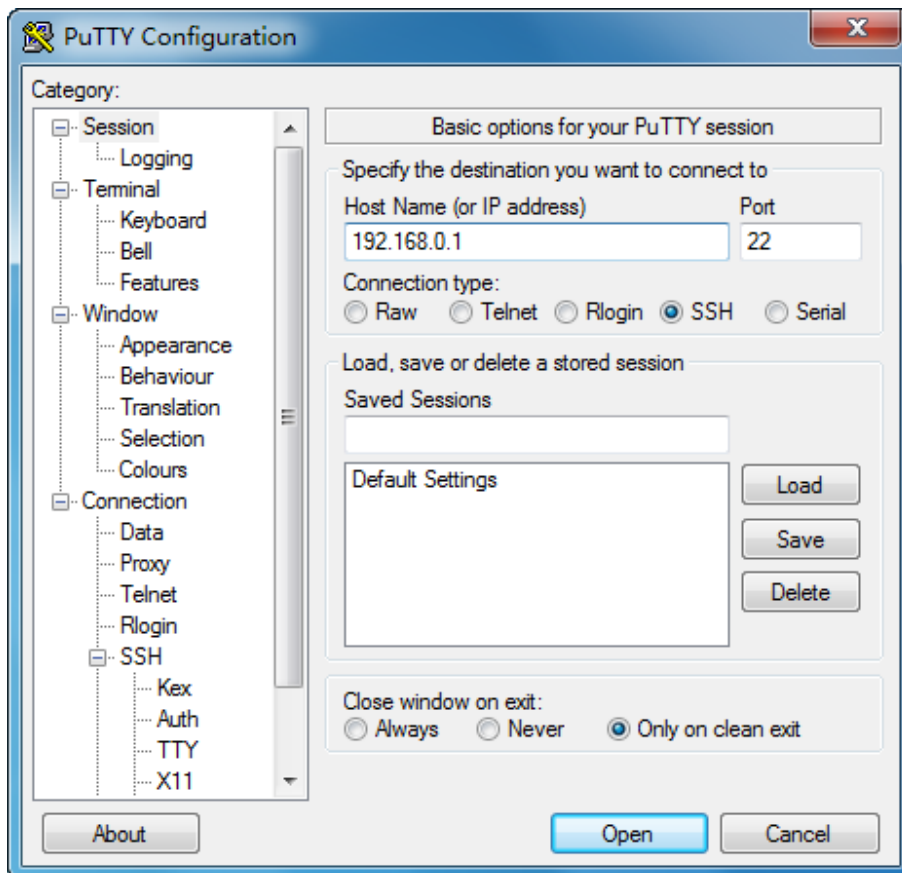 PuTTY Configuration
Category:
Session
Logging
Terminal
Keyboard
Bell
Features
Window
Appearance
Behaviour
Translation
Selection
Colours
Connection
Data
Proxy
Telnet
Rlogin
SSH
Kex
Auth
TTY
X11
Basic options for your PuTTY session
Specify the destination you want to connect to
Host Name (or IP address) Port
192.168.0.1 22
Connection type:
Raw Telnet Rlogin SSH Serial
Load, save or delete a stored session
Saved Sessions
Default Settings
Load
Save
Delete
Close window on exit:
Always Never Only on clean exit
About Open Cancel